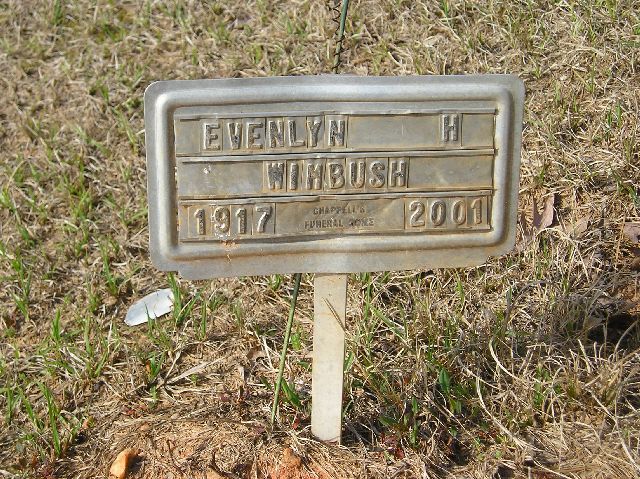 EVENLYN H
WIMBUSH
1917 CHAPPELL'S 2001
FUNERAL HOME